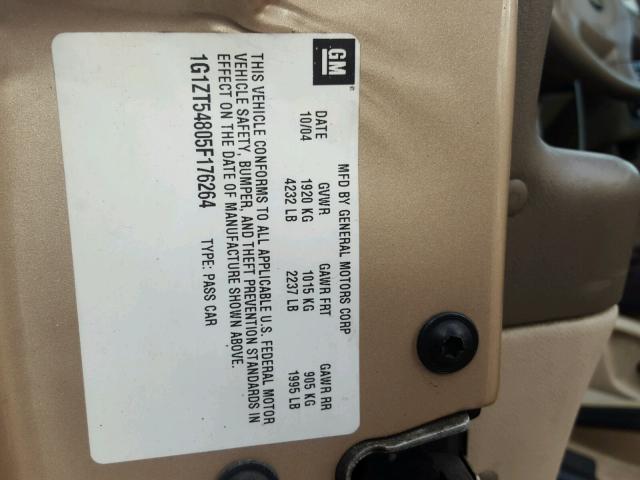 GM
MFD BY GENERAL MOTORS CORP
DATE GVWR GAWR FRT GAWR RR
10/04 1920 KG 1015 KG 905 KG
4232 LB 2237 LB 1995 LB
THIS VEHICLE CONFORMS TO ALL APPLICABLE U.S. FEDERAL MOTOR
VEHICLE SAFETY, BUMPER, AND THEFT PREVENTION STANDARDS IN
EFFECT ON THE DATE OF MANUFACTURE SHOWN ABOVE.
1G1ZT54805F176264 TYPE: PASS CAR